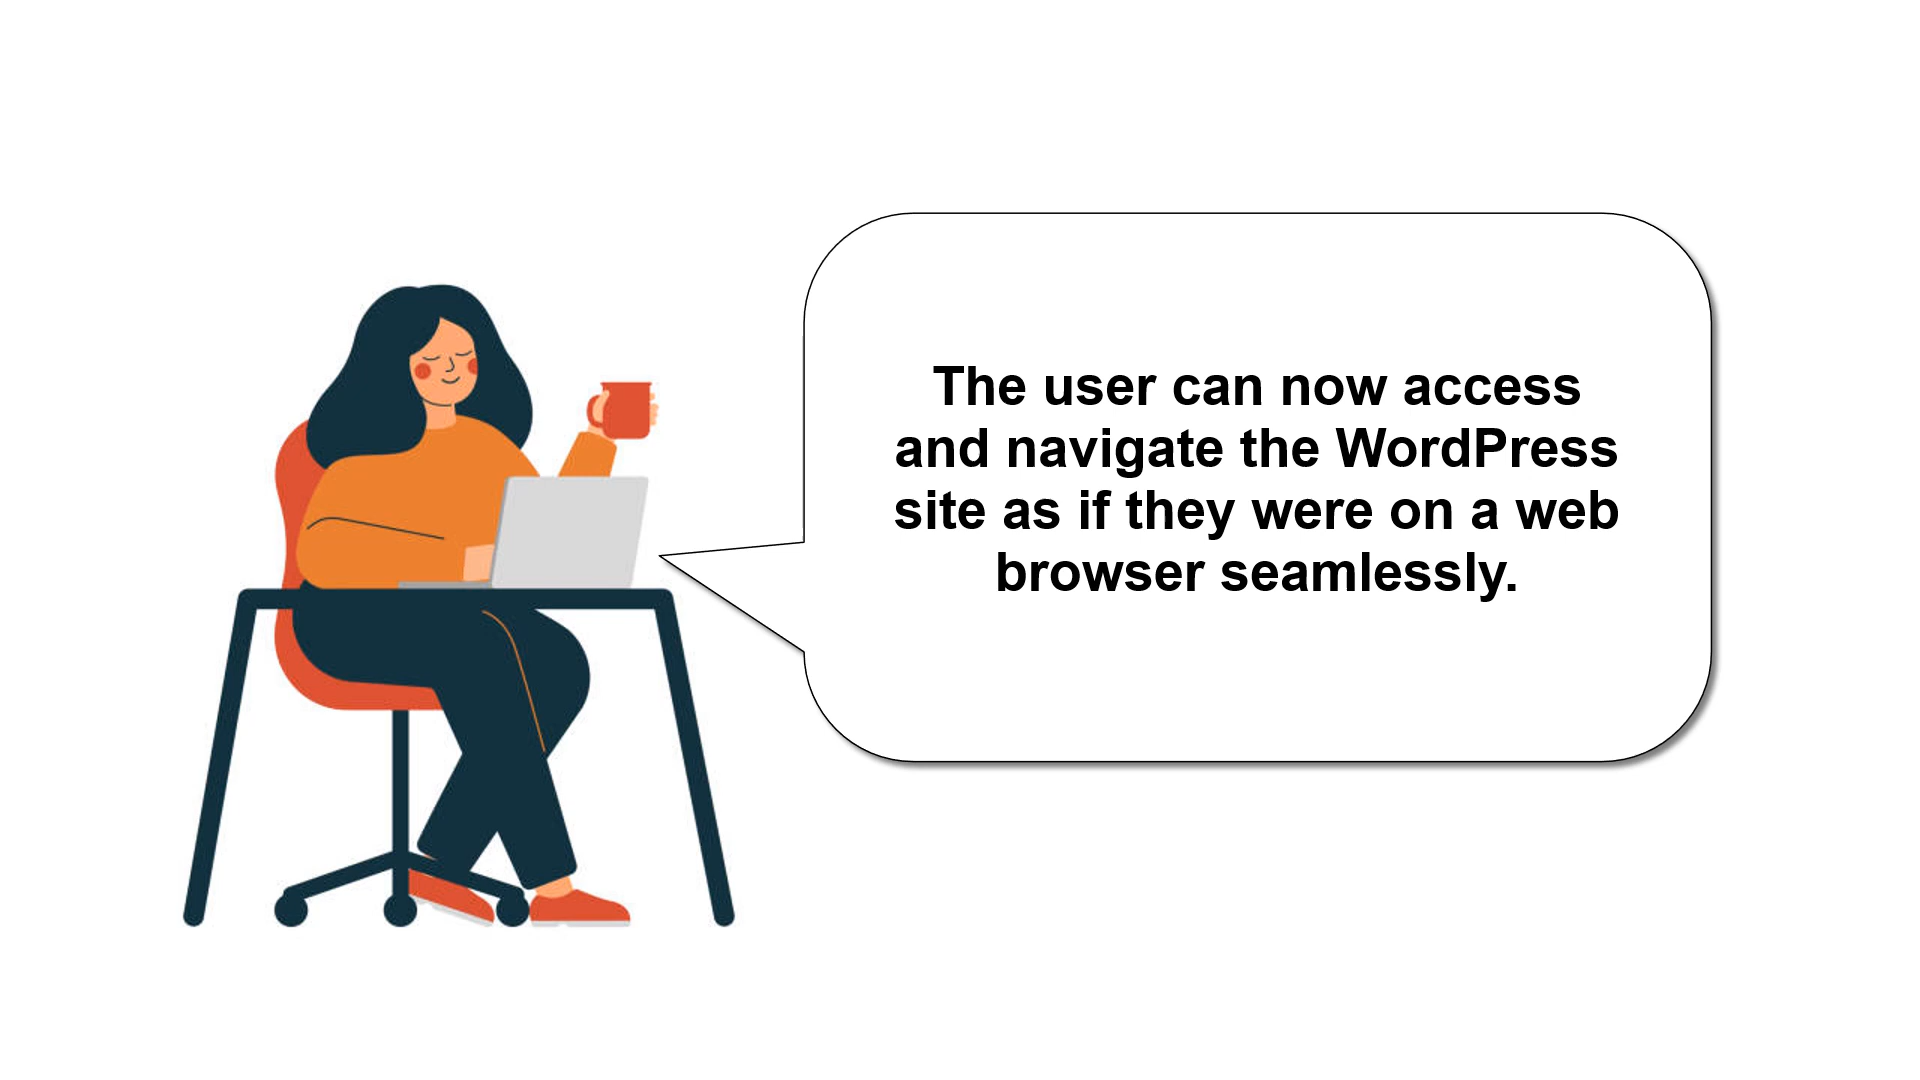 The user can now access
and navigate the WordPress
site as if they were on a web
browser seamlessly.